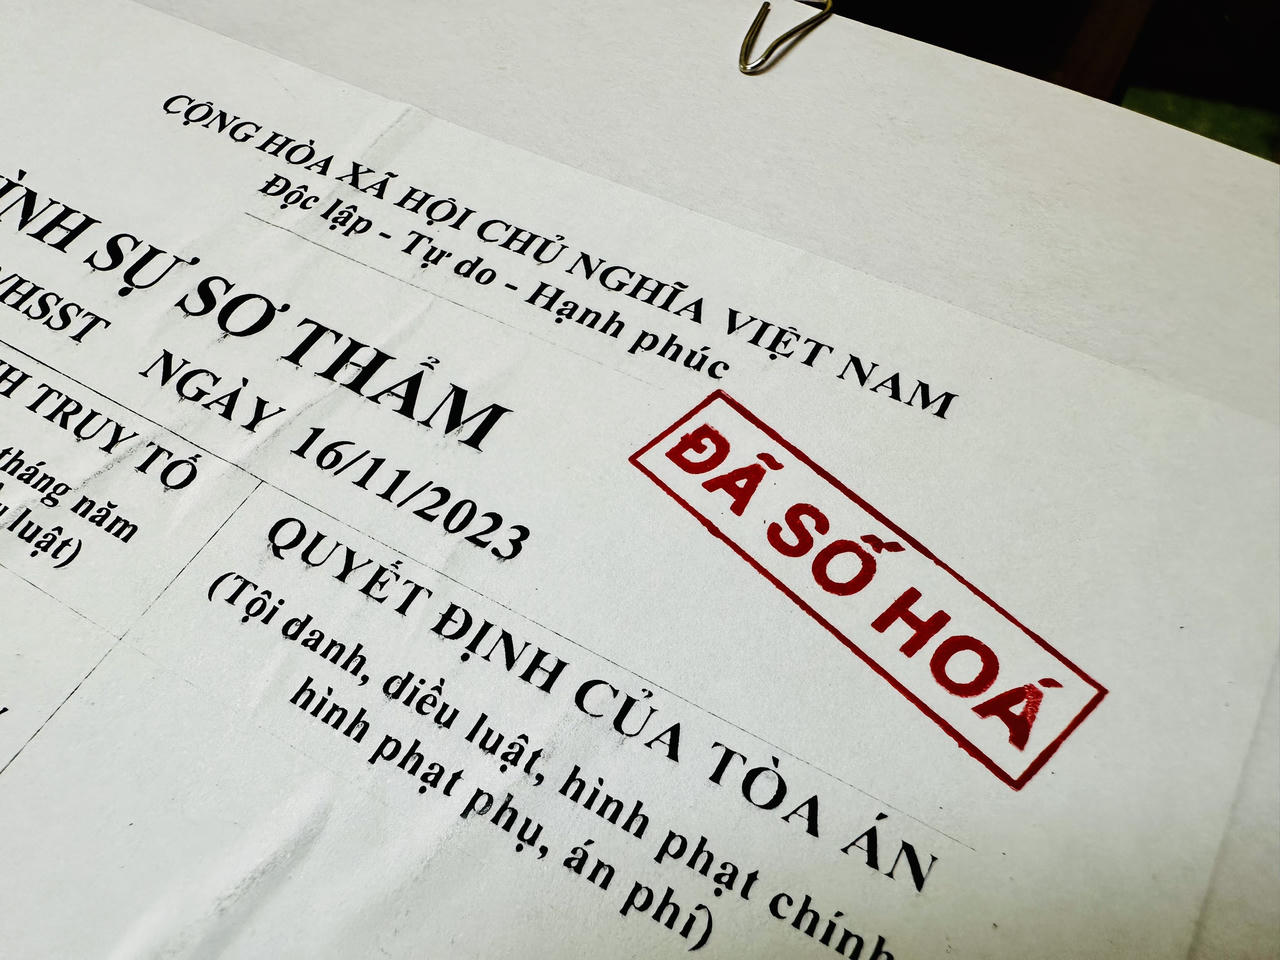 CỘNG HÒA XÃ HỘI CHỦ NGHĨA VIỆT NAM
Độc lập - Tự do - Hạnh phúc
SỰ SƠ THẨM
/HSST NGÀY 16/11/2023
ĐÃ SỐ HOÁ
TRUY TỐ
tháng năm
luật)
QUYẾT ĐỊNH CỦA TÒA ÁN
(Tội danh, diều luật, hình phạt chính
hình phạt phụ, án phí)